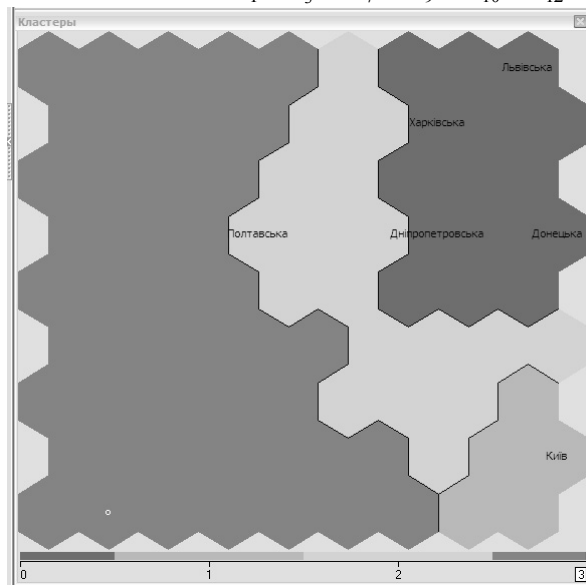 Кластеры
Львівська
Харківська
Полтавська
Дніпропетровська
Донецька
Київ
0 1 2 3